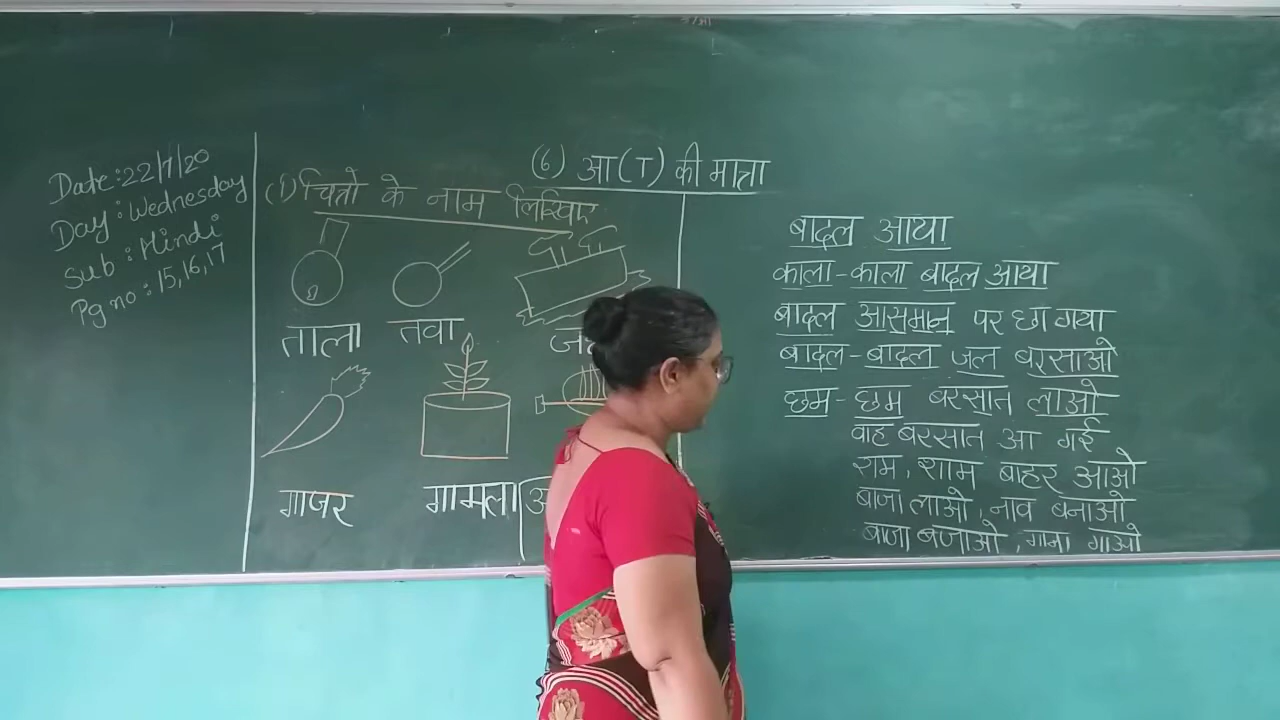 Date: 22/7/20
Day: Wednesday
Sub: Hindi
Pg no: 15,16,17
(6) आ (ा) की मात्रा
(1) चित्रो के नाम लिखिए
ताला तवा
गाजर गामला
बादल आया
काला-काला बादल आया
बादल आसमान पर छा गया
बादल-बादल जल बरसाओ
छम-छम बरसात लाओ
वाह बरसात आ गई
राम, शाम बाहर आओ
बाजा लाओ, नाव बनाओ
बाजा बजाओ, गाना गाओ